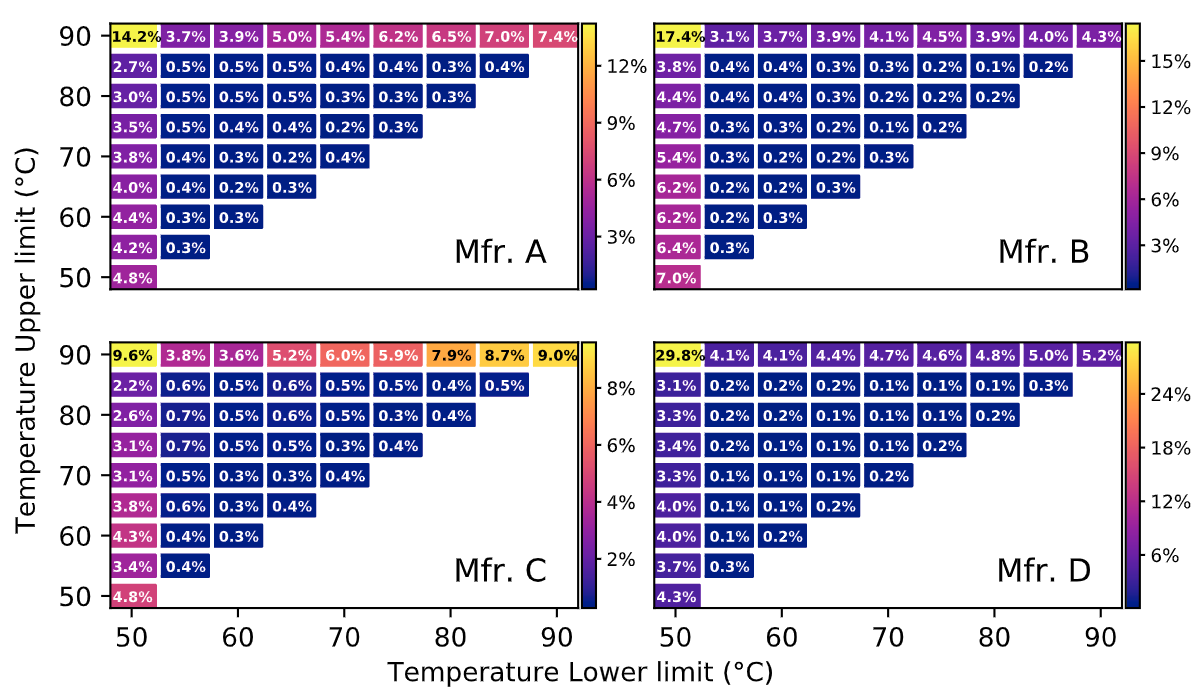 90 14.2% 3.7% 3.9% 5.0% 5.4% 6.2% 6.5% 7.0% 7.4%
2.7% 0.5% 0.5% 0.5% 0.4% 0.4% 0.3% 0.4% 12%
80 3.0% 0.5% 0.5% 0.5% 0.3% 0.3% 0.3%
3.5% 0.5% 0.4% 0.4% 0.2% 0.3% 9%
70 3.8% 0.4% 0.3% 0.2% 0.4%
4.0% 0.4% 0.2% 0.3% 6%
60 4.4% 0.3% 0.3%
4.2% 0.3% Mfr. A 3%
50 4.8%
17.4% 3.1% 3.7% 3.9% 4.1% 4.5% 3.9% 4.0% 4.3%
3.8% 0.4% 0.4% 0.3% 0.3% 0.2% 0.1% 0.2% 15%
4.4% 0.4% 0.4% 0.3% 0.2% 0.2% 0.2% 12%
4.7% 0.3% 0.3% 0.2% 0.1% 0.2%
5.4% 0.3% 0.2% 0.2% 0.3% 9%
6.2% 0.2% 0.2% 0.3% 6%
6.2% 0.2% 0.3%
6.4% 0.3% Mfr. B 3%
7.0%
Temperature Upper limit (°C)
90 9.6% 3.8% 3.6% 5.2% 6.0% 5.9% 7.9% 8.7% 9.0%
2.2% 0.6% 0.5% 0.6% 0.5% 0.5% 0.4% 0.5% 8%
80 2.6% 0.7% 0.5% 0.6% 0.5% 0.3% 0.4%
3.1% 0.7% 0.5% 0.5% 0.3% 0.4% 6%
70 3.1% 0.5% 0.3% 0.3% 0.4%
3.8% 0.6% 0.3% 0.4% 4%
60 4.3% 0.4% 0.3%
3.4% 0.4% Mfr. C 2%
50 4.8%
50 60 70 80 90
29.8% 4.1% 4.1% 4.4% 4.7% 4.6% 4.8% 5.0% 5.2%
3.1% 0.2% 0.2% 0.2% 0.1% 0.1% 0.1% 0.3% 24%
3.3% 0.2% 0.2% 0.1% 0.1% 0.1% 0.2%
3.4% 0.2% 0.1% 0.1% 0.1% 0.2% 18%
3.3% 0.1% 0.1% 0.1% 0.2%
4.0% 0.1% 0.1% 0.2% 12%
4.0% 0.1% 0.2%
3.7% 0.3% Mfr. D 6%
4.3%
50 60 70 80 90
Temperature Lower limit (°C)